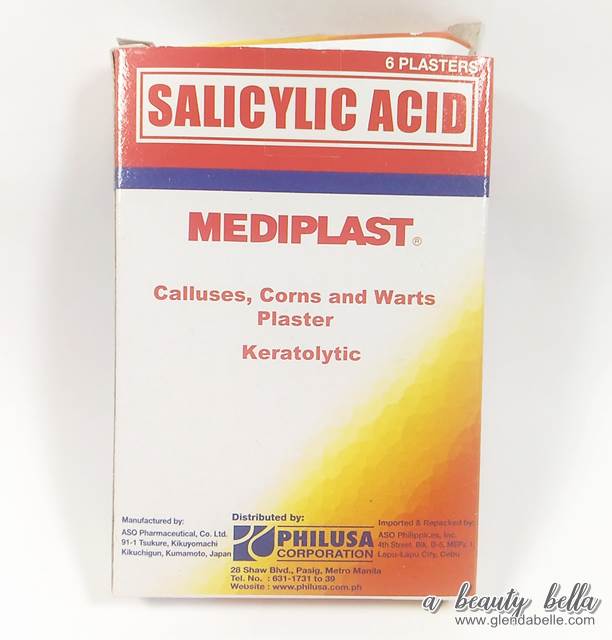 6 PLASTERS
SALICYLIC ACID
MEDIPLAST®
Calluses, Corns and Warts
Plaster
Keratolytic
Manufactured by:
ASO Pharmaceutical, Co. Ltd.
91-1 Tsukure, Kikuyomachi
Kikuchigun, Kumamoto, Japan
Distributed by:
PHILUSA
CORPORATION
28 Shaw Blvd., Pasig, Metro Manila
Tel. No. : 631-1731 to 39
Website : www.philusa.com.ph
Imported & Repacked by:
ASO Philippines, Inc.
4th Street, Blk. B-5, MEPz 1
Lapu-Lapu City, Cebu
a beauty bella
www.glendabelle.com